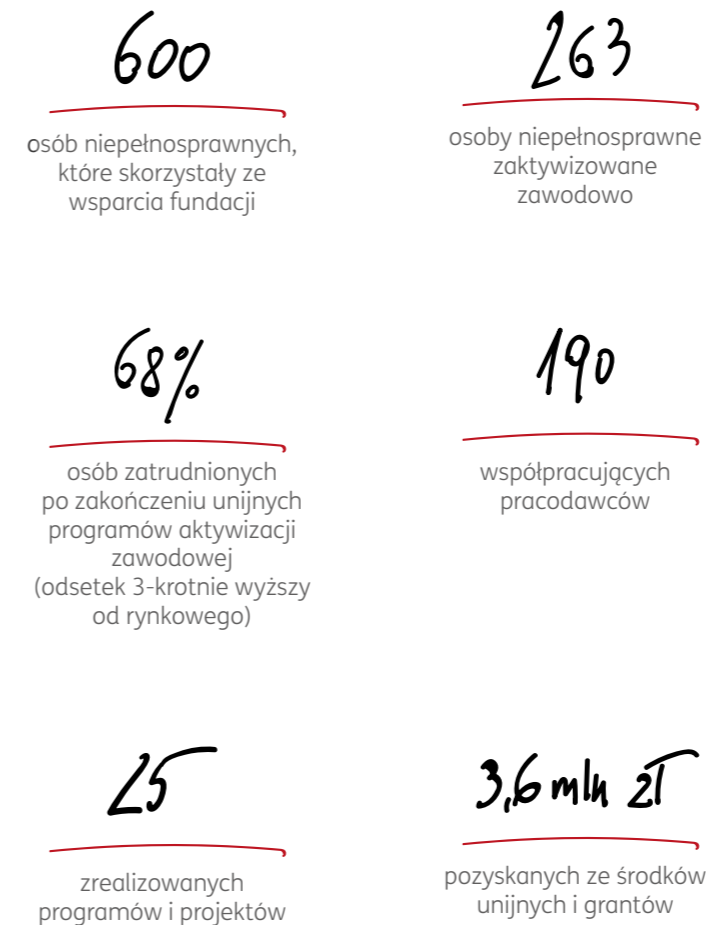 600
osób niepełnosprawnych,
które skorzystały ze
wsparcia fundacji
263
osoby niepełnosprawne
zaktywizowane
zawodowo
68%
osób zatrudnionych
po zakończeniu unijnych
programów aktywizacji
zawodowej
(odsetek 3-krotnie wyższy
od rynkowego)
190
współpracujących
pracodawców
25
zrealizowanych
programów i projektów
3,6 mln zł
pozyskanych ze środków
unijnych i grantów